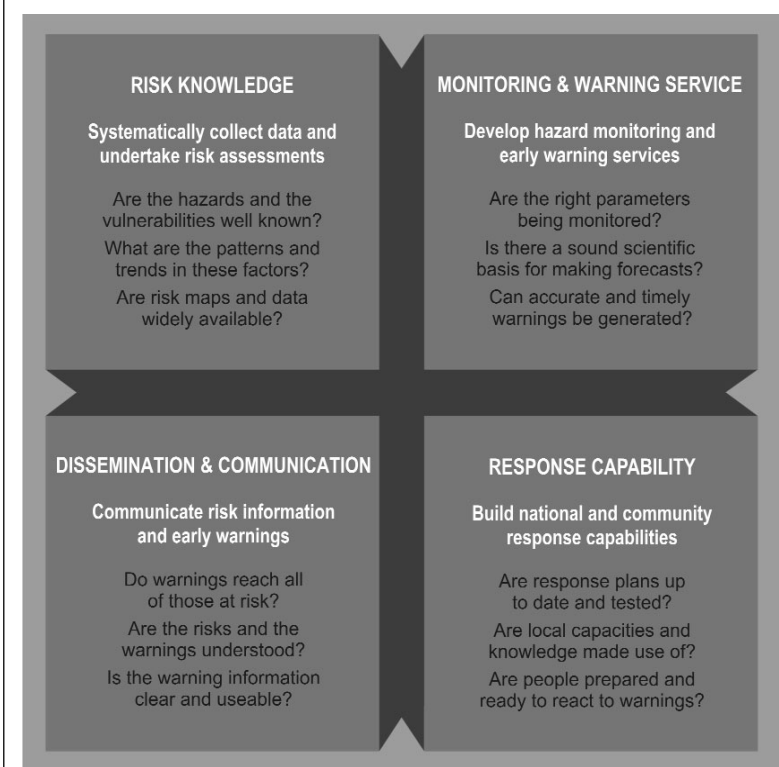 RISK KNOWLEDGE
Systematically collect data and
undertake risk assessments
Are the hazards and the
vulnerabilities well known?
What are the patterns and
trends in these factors?
Are risk maps and data
widely available?
MONITORING & WARNING SERVICE
Develop hazard monitoring and
early warning services
Are the right parameters
being monitored?
Is there a sound scientific
basis for making forecasts?
Can accurate and timely
warnings be generated?
DISSEMINATION & COMMUNICATION
Communicate risk information
and early warnings
Do warnings reach all
of those at risk?
Are the risks and the
warnings understood?
Is the warning information
clear and useable?
RESPONSE CAPABILITY
Build national and community
response capabilities
Are response plans up
to date and tested?
Are local capacities and
knowledge made use of?
Are people prepared and
ready to react to warnings?